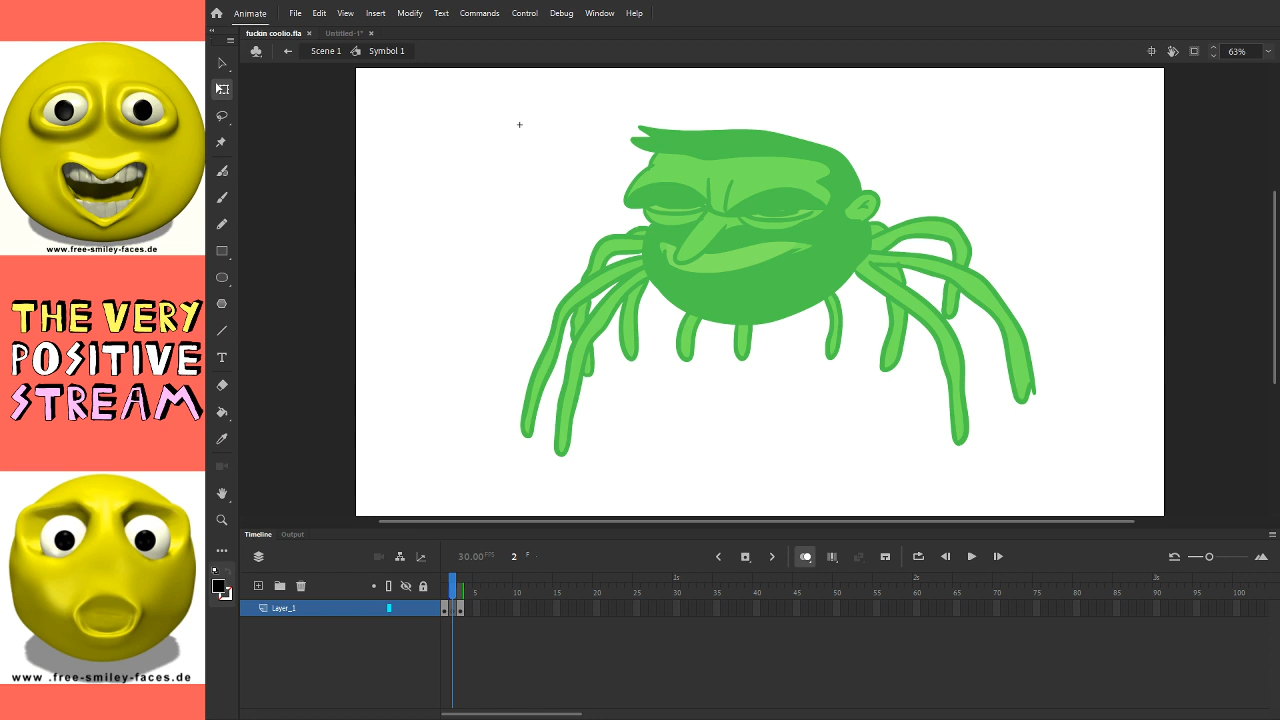 www.free-smiley-faces.de
THE VERY
POSITIVE
STREAM
www .free-smiley-faces.de
Animate
File Edit View Insert Modify Text Commands Control Debug Window Help
fuckin coolio.fla × Untitled-1* ×
Scene 1 Symbol 1
63%
Timeline Output
30.00 FPS 2 F
1s 2s 3s
5 10 15 20 25 30 35 40 45 50 55 60 65 70 75 80 85 90 95 100
Layer_1